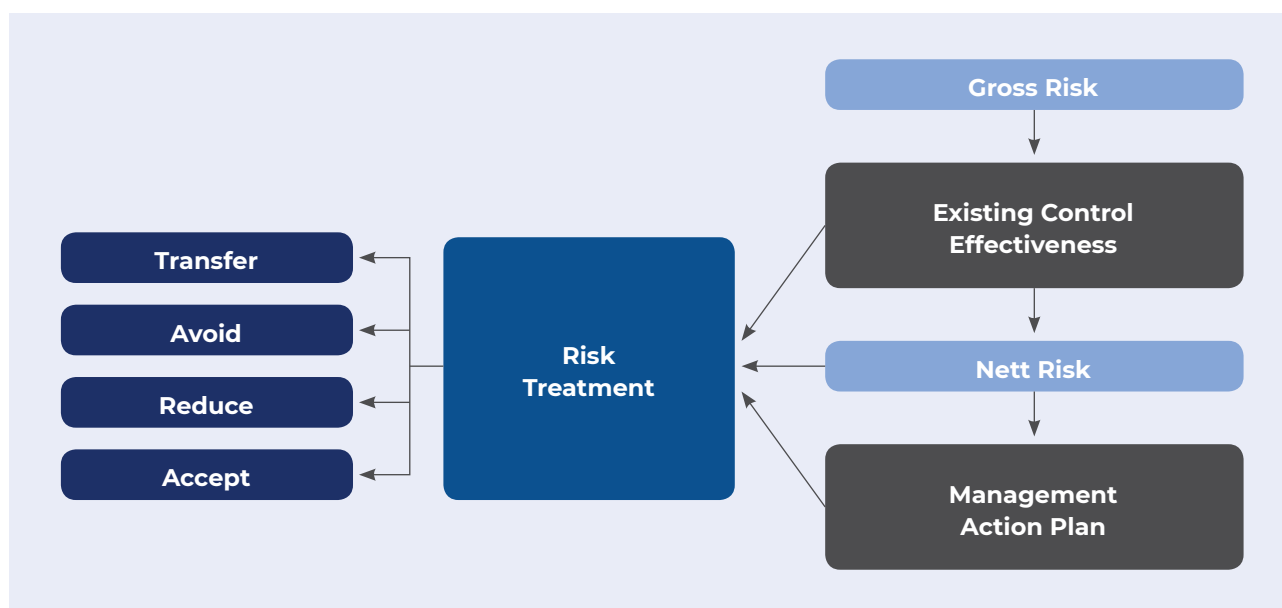 Gross Risk
Existing Control
Effectiveness
Transfer
Avoid
Risk
Treatment
Nett Risk
Reduce
Accept
Management
Action Plan